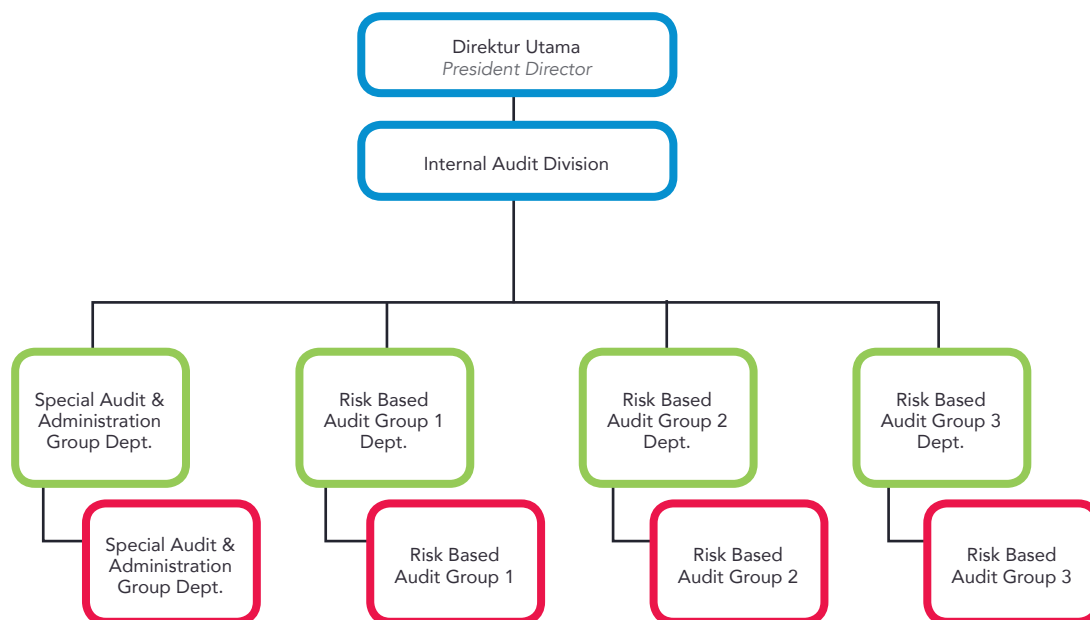 Direktur Utama
President Director
Internal Audit Division
Special Audit &
Administration
Group Dept.
Risk Based
Audit Group 1
Dept.
Risk Based
Audit Group 2
Dept.
Risk Based
Audit Group 3
Dept.
Special Audit &
Administration
Group Dept.
Risk Based
Audit Group 1
Risk Based
Audit Group 2
Risk Based
Audit Group 3